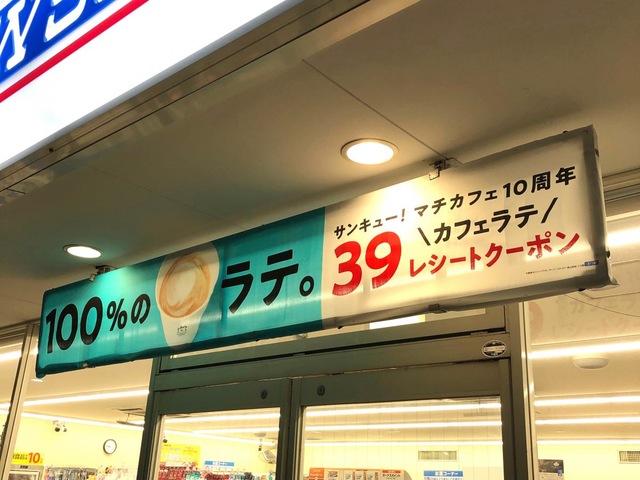 100%の
ラテ。
サンキュー! マチカフェ10周年
39
\カフェラテ/
レシートクーポン